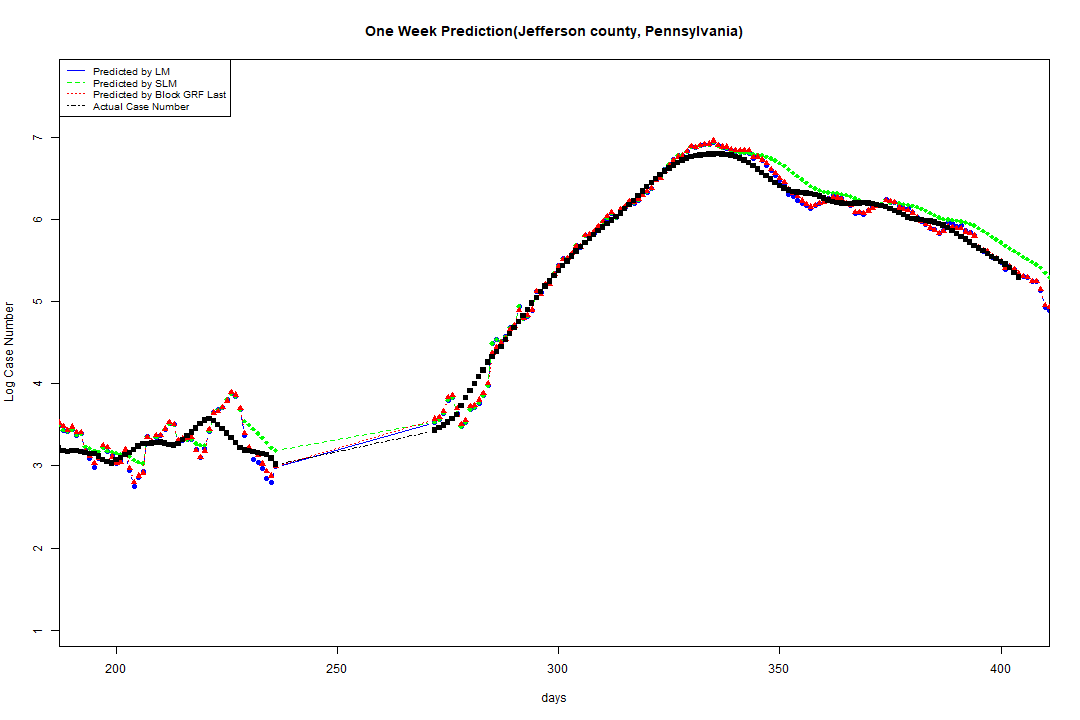 One Week Prediction(Jefferson county, Pennsylvania)
Predicted by LM
Predicted by SLM
Predicted by Block GRF Last
Actual Case Number
7
6
5
4
3
2
1
Log Case Number
200 250 300 350 400
days